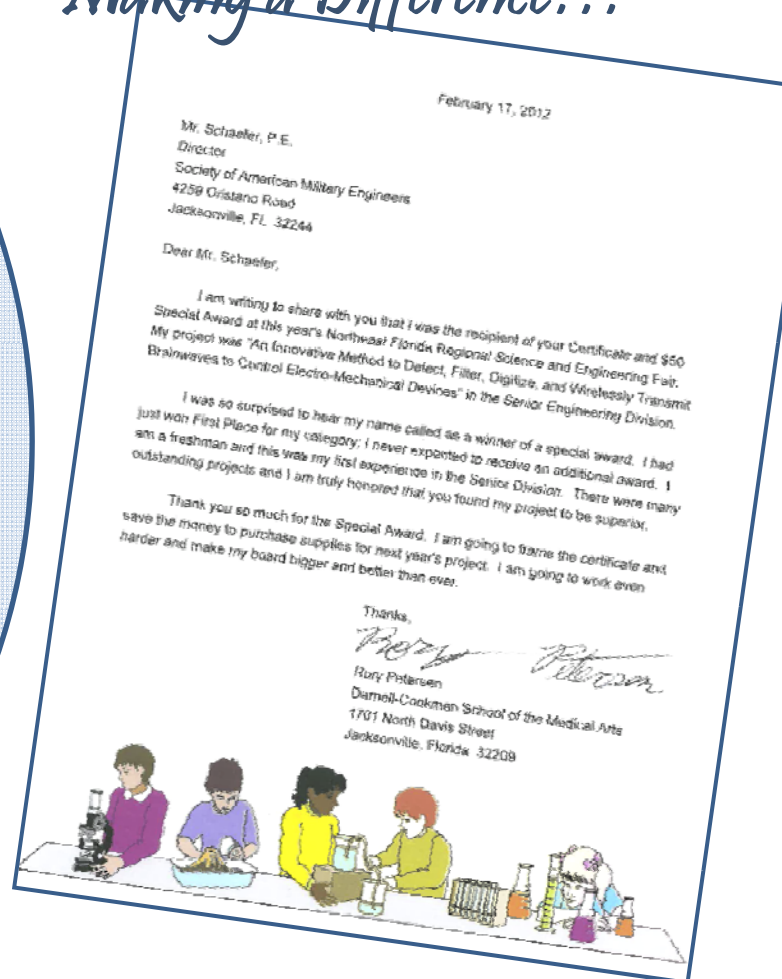 Making a Difference...
February 17, 2012
Mr. Schaefer, P.E.
Director
Society of American Military Engineers
4259 Oristano Road
Jacksonville, FL 32244
Dear Mr. Schaefer,
I am writing to share with you that I was the recipient of your Certificate and $50
Special Award at this year's Northeast Florida Regional Science and Engineering Fair.
My project was "An Innovative Method to Detect, Filter, Digitize, and Wirelessly Transmit
Brainwaves to Control Electro-Mechanical Devices" in the Senior Engineering Division.
I was so surprised to hear my name called as a winner of a special award. I had
just won First Place for my category; I never expected to receive an additional award. I
am a freshman and this was my first experience in the Senior Division. There were many
outstanding projects and I am truly honored that you found my project to be superior.
Thank you so much for the Special Award. I am going to frame the certificate and
save the money to purchase supplies for next year's project. I am going to work even
harder and make my board bigger and better than ever.
Thanks,
Rory Petersen
Rory Petersen
Darnell-Cookman School of the Medical Arts
1701 North Davis Street
Jacksonville, Florida 32209